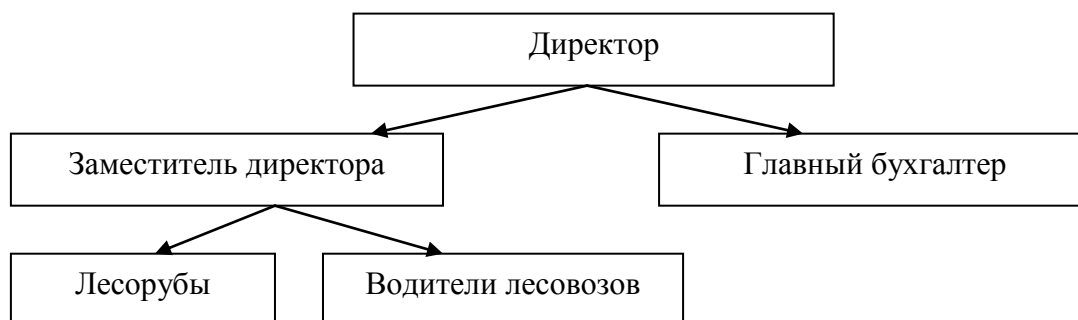 Директор
Заместитель директора
Главный бухгалтер
Лесорубы
Водители лесовозов